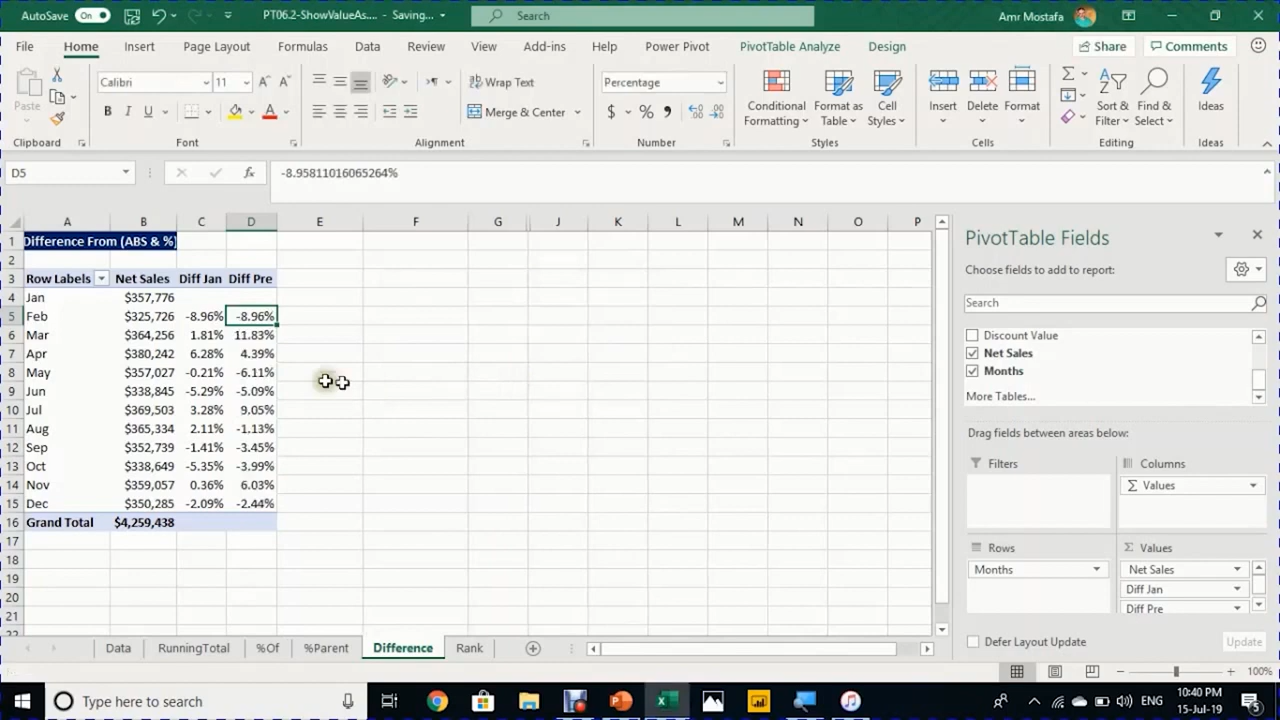 AutoSave On PT06.2-ShowValueAs.... - Saving... Search Amr Mostafa
File Home Insert Page Layout Formulas Data Review View Add-ins Help Power Pivot PivotTable Analyze Design Share Comments
Calibri 11 Wrap Text Percentage
Paste B I U Merge & Center $ % Conditional Formatting Format as Table Cell Styles Insert Delete Format Sort & Filter Find & Select Ideas
Clipboard Font Alignment Number Styles Cells Editing Ideas
D5 fx -8.95811016065264%
A B C D E F G J K L M N O P
1 Difference From (ABS & %)
2
3 Row Labels Net Sales Diff Jan Diff Pre
4 Jan $357,776
5 Feb $325,726 -8.96% -8.96%
6 Mar $364,256 1.81% 11.83%
7 Apr $380,242 6.28% 4.39%
8 May $357,027 -0.21% -6.11%
9 Jun $338,845 -5.29% -5.09%
10 Jul $369,503 3.28% 9.05%
11 Aug $365,334 2.11% -1.13%
12 Sep $352,739 -1.41% -3.45%
13 Oct $338,649 -5.35% -3.99%
14 Nov $359,057 0.36% 6.03%
15 Dec $350,285 -2.09% -2.44%
16 Grand Total $4,259,438
17
18
19
20
21
PivotTable Fields
Choose fields to add to report:
Search
Discount Value
Net Sales
Months
More Tables...
Drag fields between areas below:
Filters Columns
Σ Values
Rows Σ Values
Months Net Sales
Diff Jan
Diff Pre
Defer Layout Update Update
Data RunningTotal %Of %Parent Difference Rank
100%
Type here to search ENG 10:40 PM
15-Jul-19 5